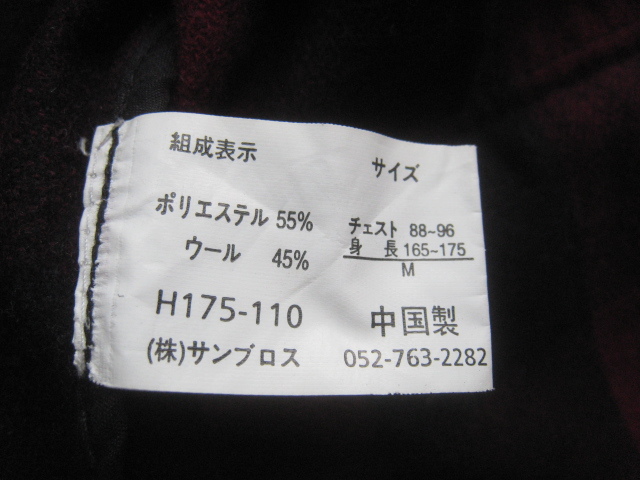 組成表示
サイズ
ポリエステル 55%
ウール 45%
チェスト 88~96
身 長 165~175
M
H175-110
中国製
(株)サンブロス
052-763-2282